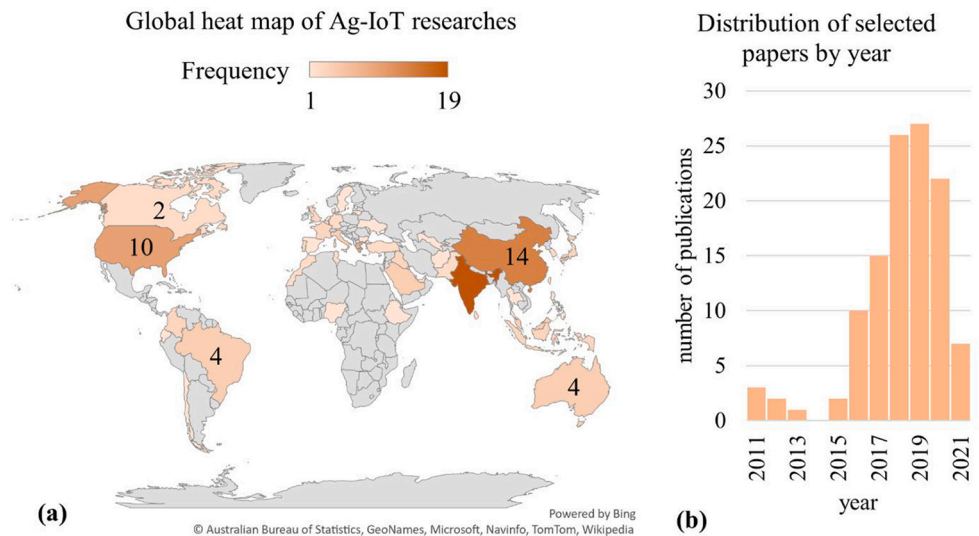 Global heat map of Ag-IoT researches
Frequency
1 19
2
10
14
4
4
(a)
Powered by Bing
© Australian Bureau of Statistics, GeoNames, Microsoft, Navinfo, TomTom, Wikipedia
Distribution of selected
papers by year
number of publications
30
25
20
15
10
5
0
2011 2013 2015 2017 2019 2021
year
(b)